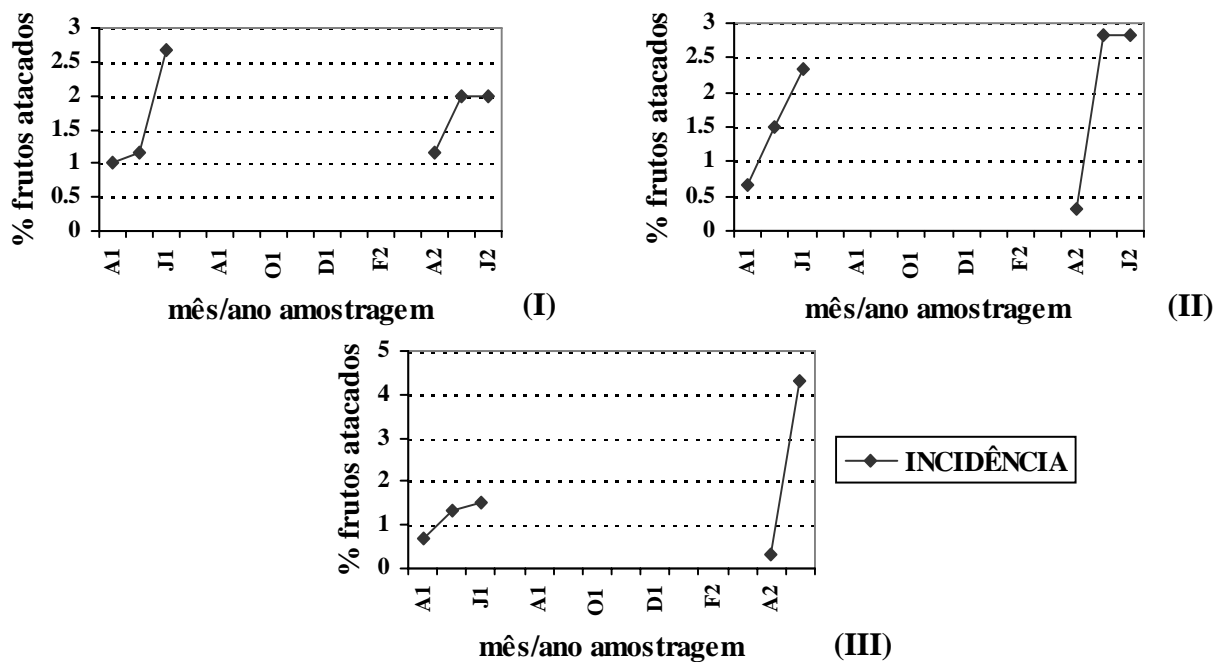 % frutos atacados
3
2.5
2
1.5
1
0.5
0
A1 J1 A1 O1 D1 F2 A2 J2
mês/ano amostragem (I)
% frutos atacados
3
2.5
2
1.5
1
0.5
0
A1 J1 A1 O1 D1 F2 A2 J2
mês/ano amostragem (II)
% frutos atacados
5
4
3
2
1
0
A1 J1 A1 O1 D1 F2 A2
mês/ano amostragem (III)
INCIDÊNCIA